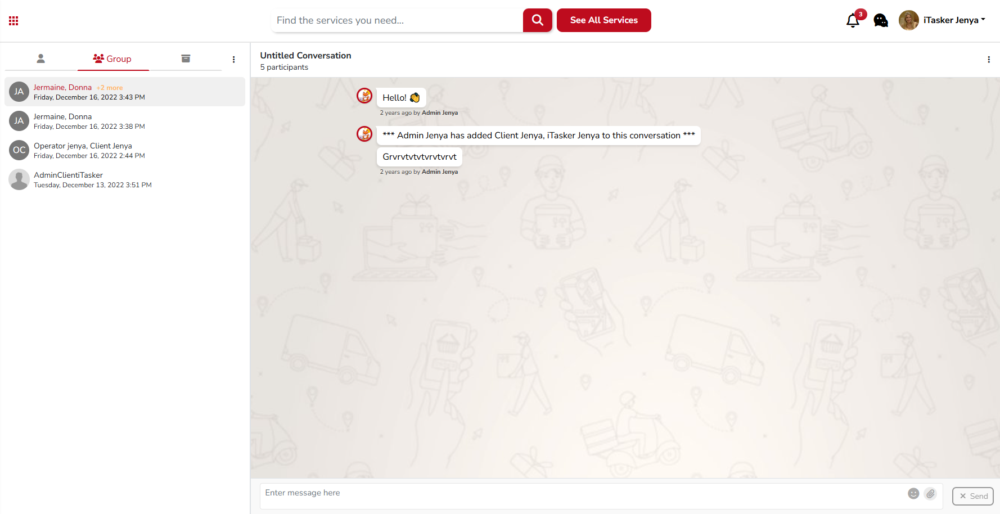 Find the services you need...
See All Services
3
iTasker Jenya
Group
Untitled Conversation
5 participants
JA
Jermaine, Donna +2 more
Friday, December 16, 2022 3:43 PM
JA
Jermaine, Donna
Friday, December 16, 2022 3:38 PM
OC
Operator jenya, Client Jenya
Friday, December 16, 2022 2:44 PM
AdminClientiTasker
Tuesday, December 13, 2022 3:51 PM
Hello! 👋
2 years ago by Admin Jenya
*** Admin Jenya has added Client Jenya, iTasker Jenya to this conversation ***
Grvrvtvtvtvrvtvrvt
2 years ago by Admin Jenya
Enter message here
Send